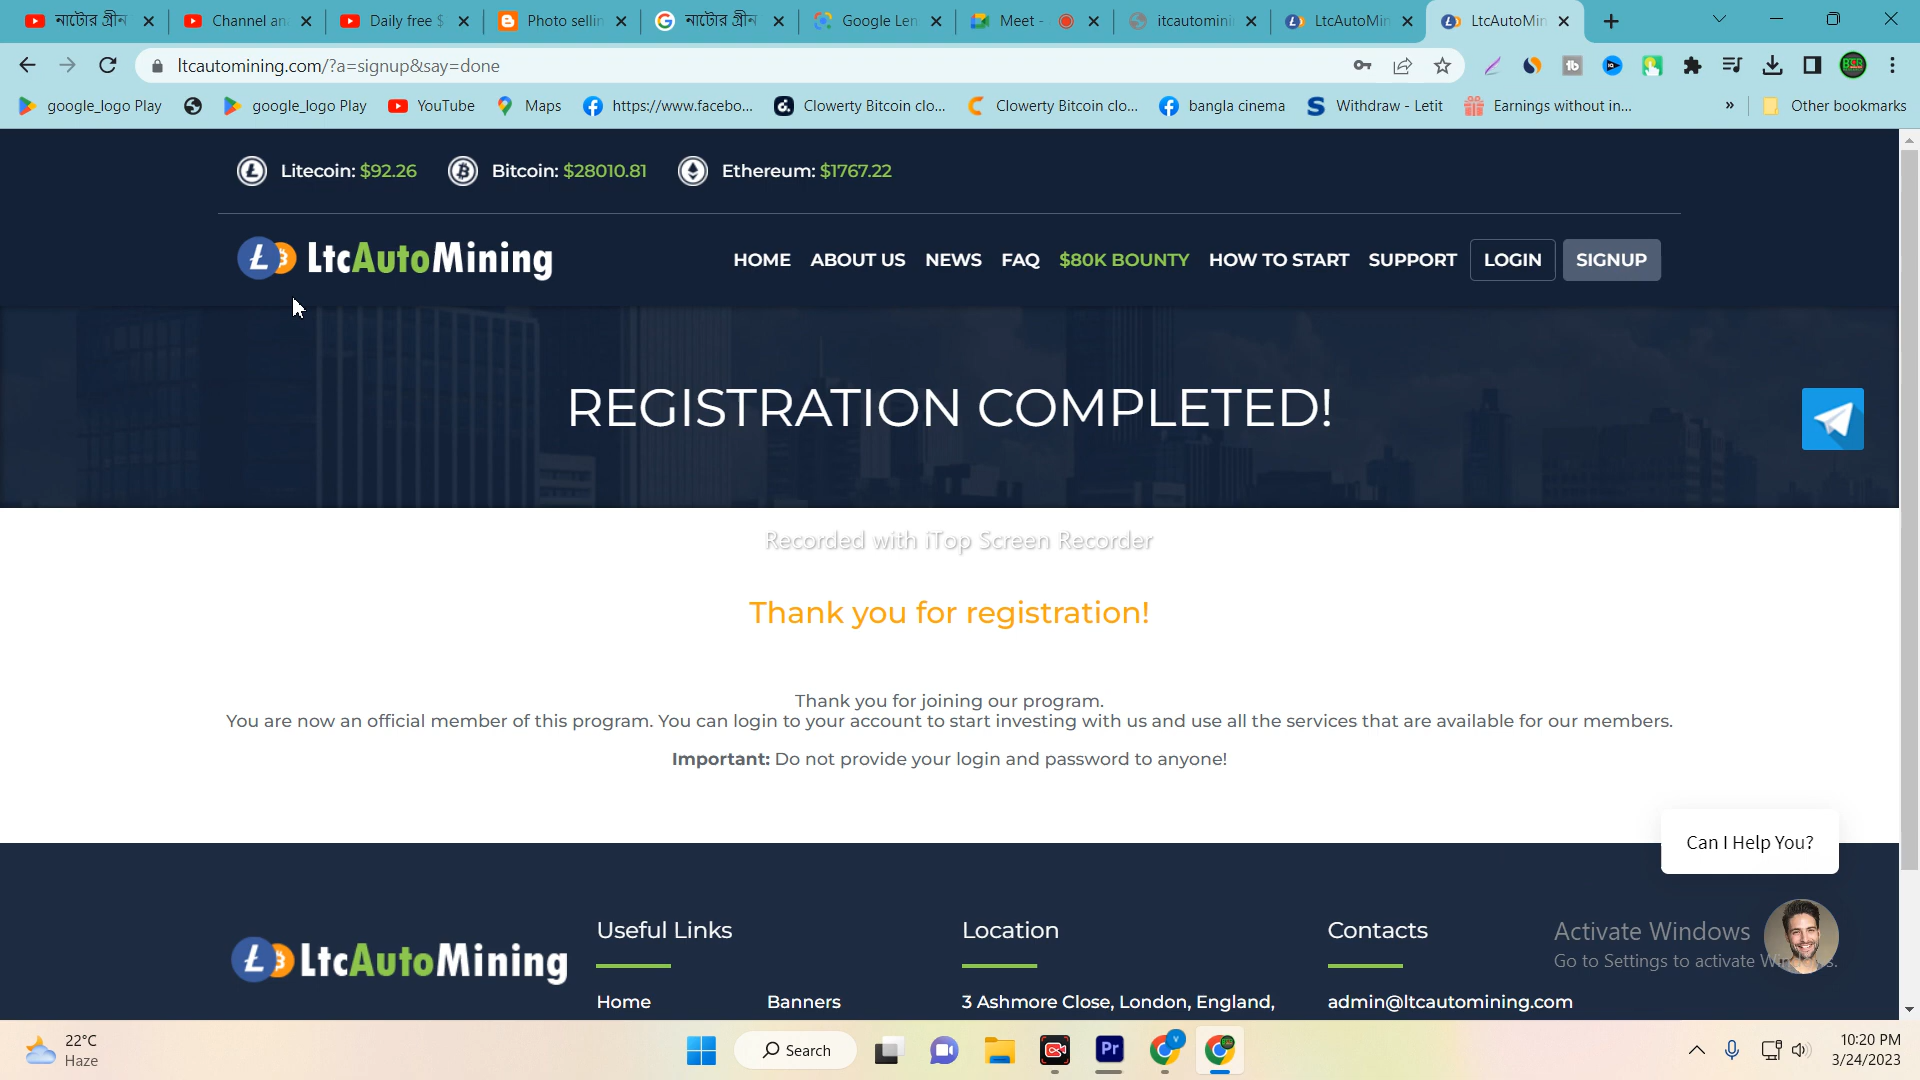 নাটোর গ্রীন
Channel an
Daily free $
Photo sellin
নাটোর গ্রীন
Google Len
Meet -
itcautomini
LtcAutoMin
LtcAutoMin
ltcautomining.com/?a=signup&say=done
google_logo Play
google_logo Play
YouTube
Maps
https://www.facebo...
Clowerty Bitcoin clo...
Clowerty Bitcoin clo...
bangla cinema
Withdraw - Letit
Earnings without in...
»
Other bookmarks
Litecoin: $92.26
Bitcoin: $28010.81
Ethereum: $1767.22
LtcAutoMining
HOME
ABOUT US
NEWS
FAQ
$80K BOUNTY
HOW TO START
SUPPORT
LOGIN
SIGNUP
REGISTRATION COMPLETED!
Recorded with iTop Screen Recorder
Thank you for registration!
Thank you for joining our program.
You are now an official member of this program. You can login to your account to start investing with us and use all the services that are available for our members.
Important: Do not provide your login and password to anyone!
Can I Help You?
LtcAutoMining
Useful Links
Home
Banners
Location
3 Ashmore Close, London, England,
Contacts
admin@ltcautomining.com
Activate Windows
Go to Settings to activate
22°C
Haze
Search
Pr
10:20 PM
3/24/2023